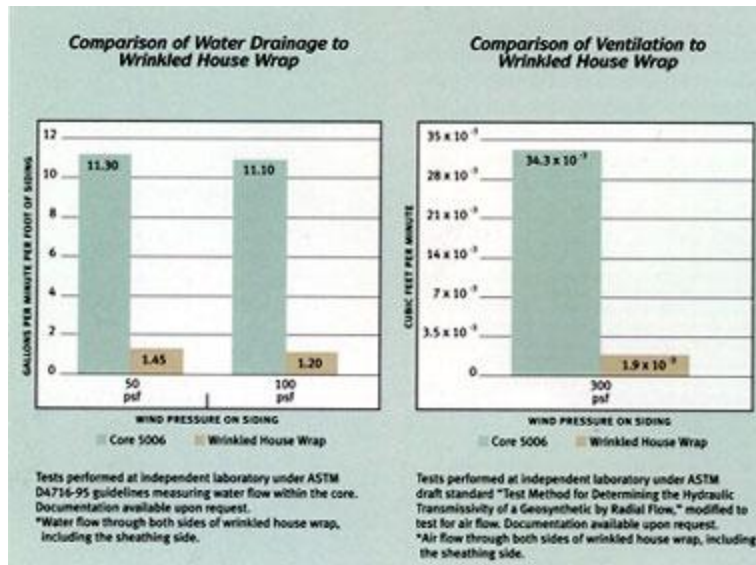 Comparison of Water Drainage to
Wrinkled House Wrap
GALLONS PER MINUTE PER FOOT OF SIDING
12
10
8
6
4
2
0
11.30
1.45
11.10
1.20
50
psf
100
psf
WIND PRESSURE ON SIDING
Core 5006
Wrinkled House Wrap
Tests performed at independent laboratory under ASTM
D4716-95 guidelines measuring water flow within the core.
Documentation available upon request.
*Water flow through both sides of wrinkled house wrap,
including the sheathing side.
Comparison of Ventilation to
Wrinkled House Wrap
CUBIC FEET PER MINUTE
35 x 10 -3
28 x 10 -3
21 x 10 -3
14 x 10 -3
7 x 10 -3
3.5 x 10 -3
0
34.3 x 10 -3
1.9 x 10 -3
300
psf
WIND PRESSURE ON SIDING
Core 5006
Wrinkled House Wrap
Tests performed at independent laboratory under ASTM
draft standard "Test Method for Determining the Hydraulic
Transmissivity of a Geosynthetic by Radial Flow," modified to
test for air flow. Documentation available upon request.
*Air flow through both sides of wrinkled house wrap, including
the sheathing side.